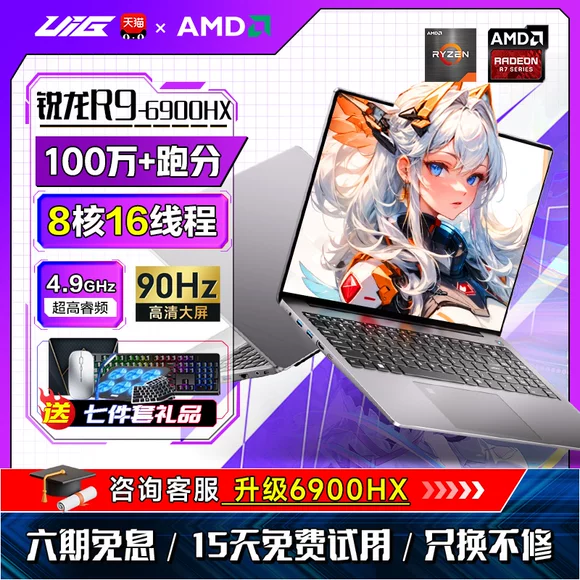 UiG 天猫 × AMD
AMD
RYZEN
AMD
RADEON
R7 SERIES
锐龙R9-6900HX
100万+跑分
8核16线程
4.9GHz
超高睿频
90Hz
高清大屏
送 七件套礼品
咨询客服 升级6900HX
六期免息 / 15天免费试用 / 只换不修